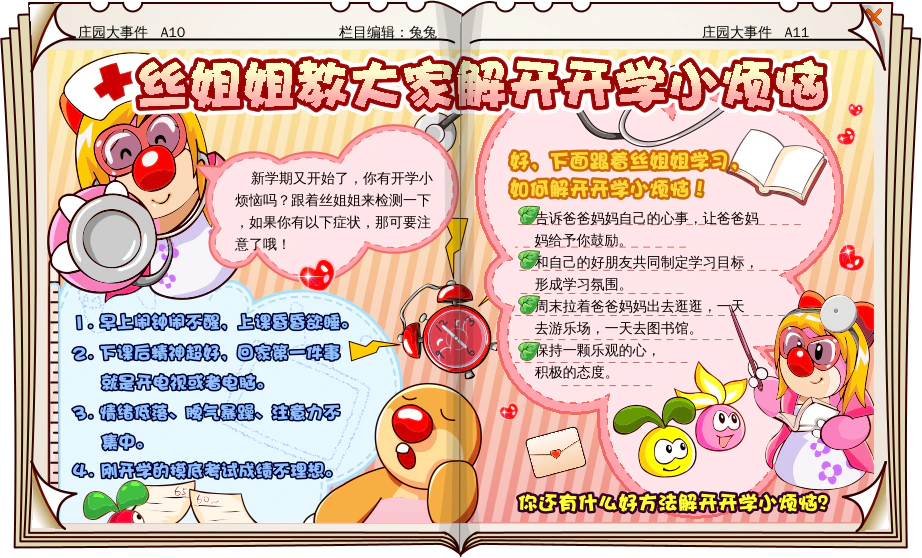 庄园大事件 A10
栏目编辑：兔兔
庄园大事件 A11
丝姐姐教大家解开开学小烦恼
新学期又开始了，你有开学小
烦恼吗？跟着丝姐姐来检测一下
，如果你有以下症状，那可要注
意了哦！
1. 早上闹钟闹不醒，上课昏昏欲睡。
2. 下课后精神超好，回家第一件事
就是开电视或者电脑。
3. 情绪低落、脾气暴躁、注意力不
集中。
4. 刚开学的摸底考试成绩不理想。
65
60
好，下面跟着丝姐姐学习，
如何解开开学小烦恼！
告诉爸爸妈妈自己的心事，让爸爸妈
妈给予你鼓励。
和自己的好朋友共同制定学习目标，
形成学习氛围。
周末拉着爸爸妈妈出去逛逛，一天
去游乐场，一天去图书馆。
保持一颗乐观的心，
积极的态度。
你还有什么好方法解开开学小烦恼？